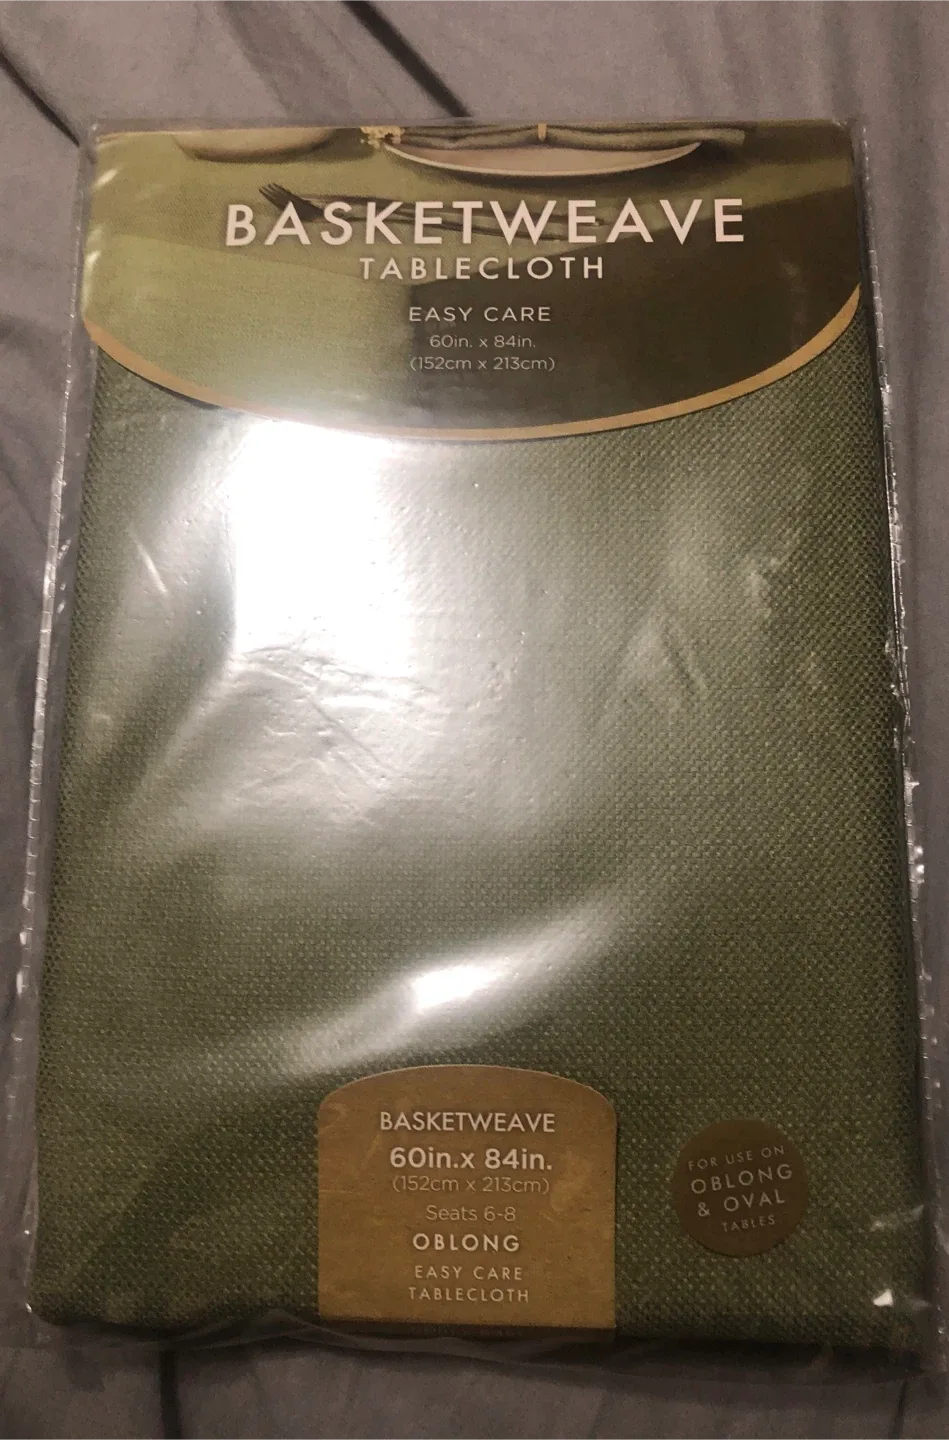 BASKETWEAVE
TABLECLOTH
EASY CARE
60in. x 84in.
(152cm x 213cm)
BASKETWEAVE
60in.x 84in.
(152cm x 213cm)
Seats 6-8
OBLONG
EASY CARE
TABLECLOTH
FOR USE ON
OBLONG
& OVAL
TABLES